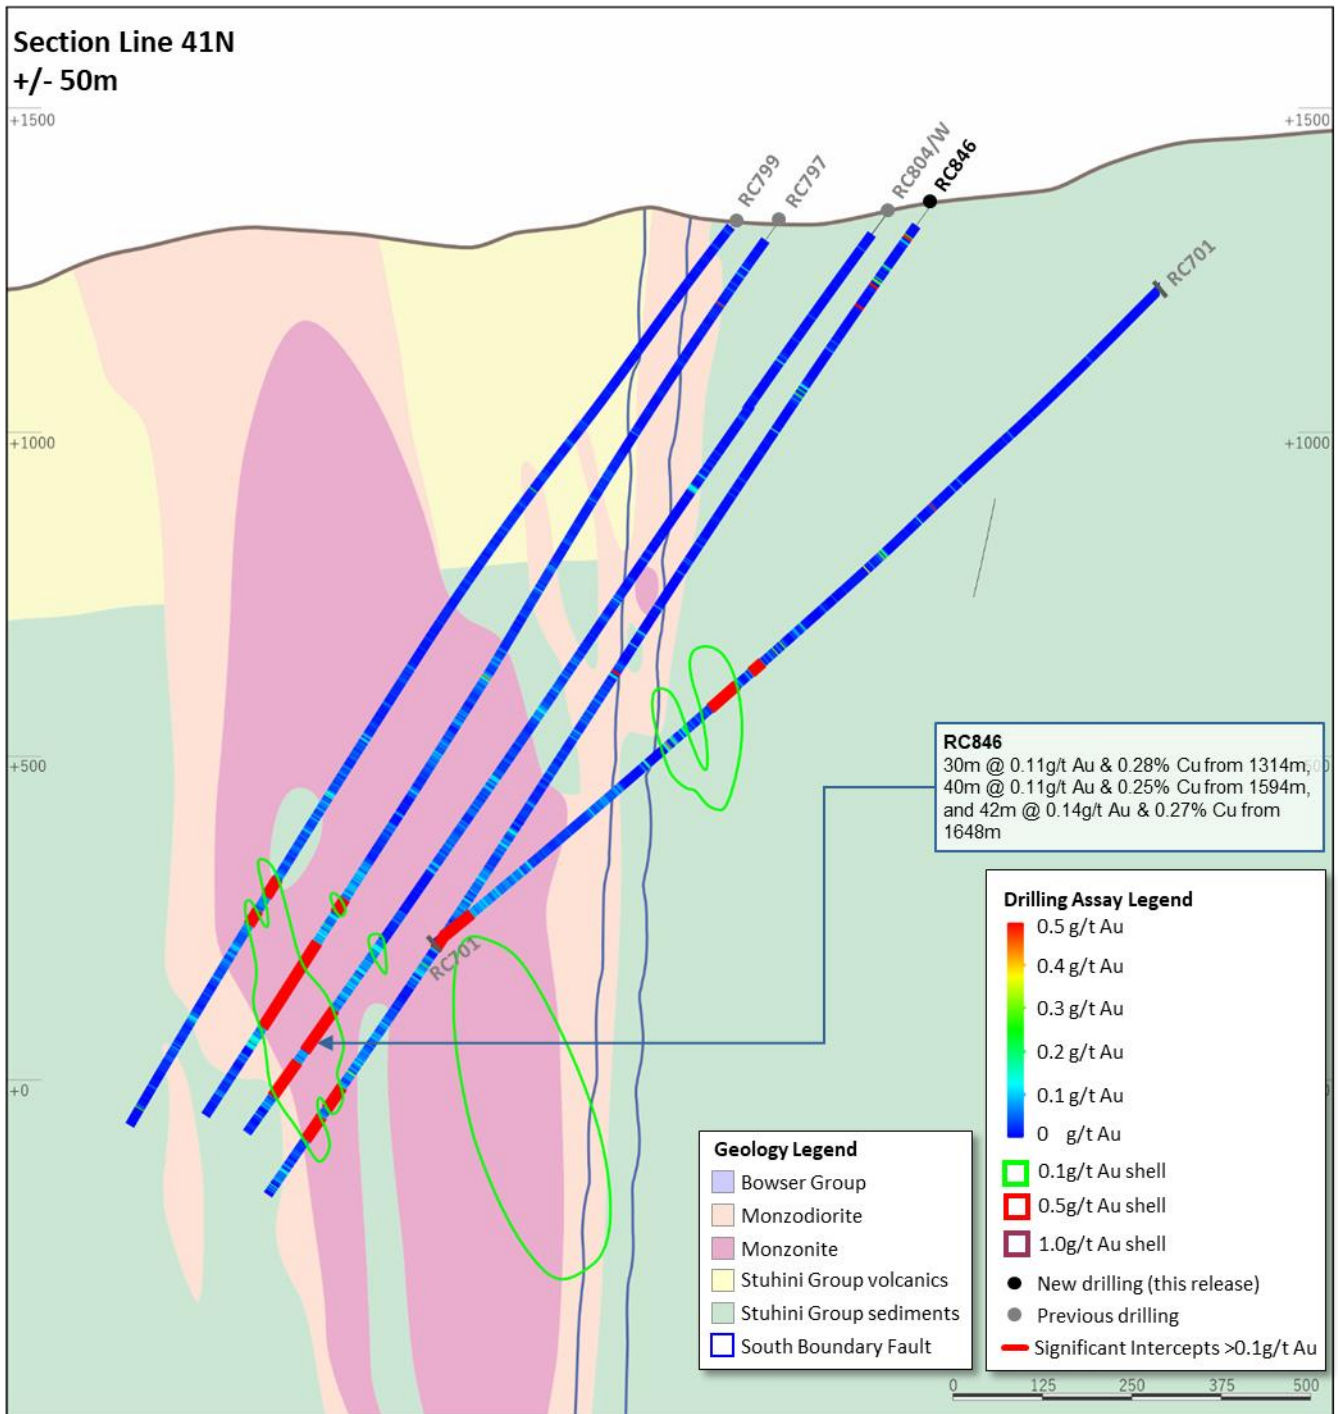 Section Line 41N
+/- 50m
+1500
+1500
RC799
RC797
RC804/W
RC846
RC701
+1000
+1000
+500
RC846
30m @ 0.11g/t Au & 0.28% Cu from 1314m,
40m @ 0.11g/t Au & 0.25% Cu from 1594m,
and 42m @ 0.14g/t Au & 0.27% Cu from
1648m
RC701
+0
Drilling Assay Legend
0.5 g/t Au
0.4 g/t Au
0.3 g/t Au
0.2 g/t Au
0.1 g/t Au
0 g/t Au
0.1g/t Au shell
0.5g/t Au shell
1.0g/t Au shell
New drilling (this release)
Previous drilling
Significant Intercepts >0.1g/t Au
Geology Legend
Bowser Group
Monzodiorite
Monzonite
Stuhini Group volcanics
Stuhini Group sediments
South Boundary Fault
0 125 250 375 500